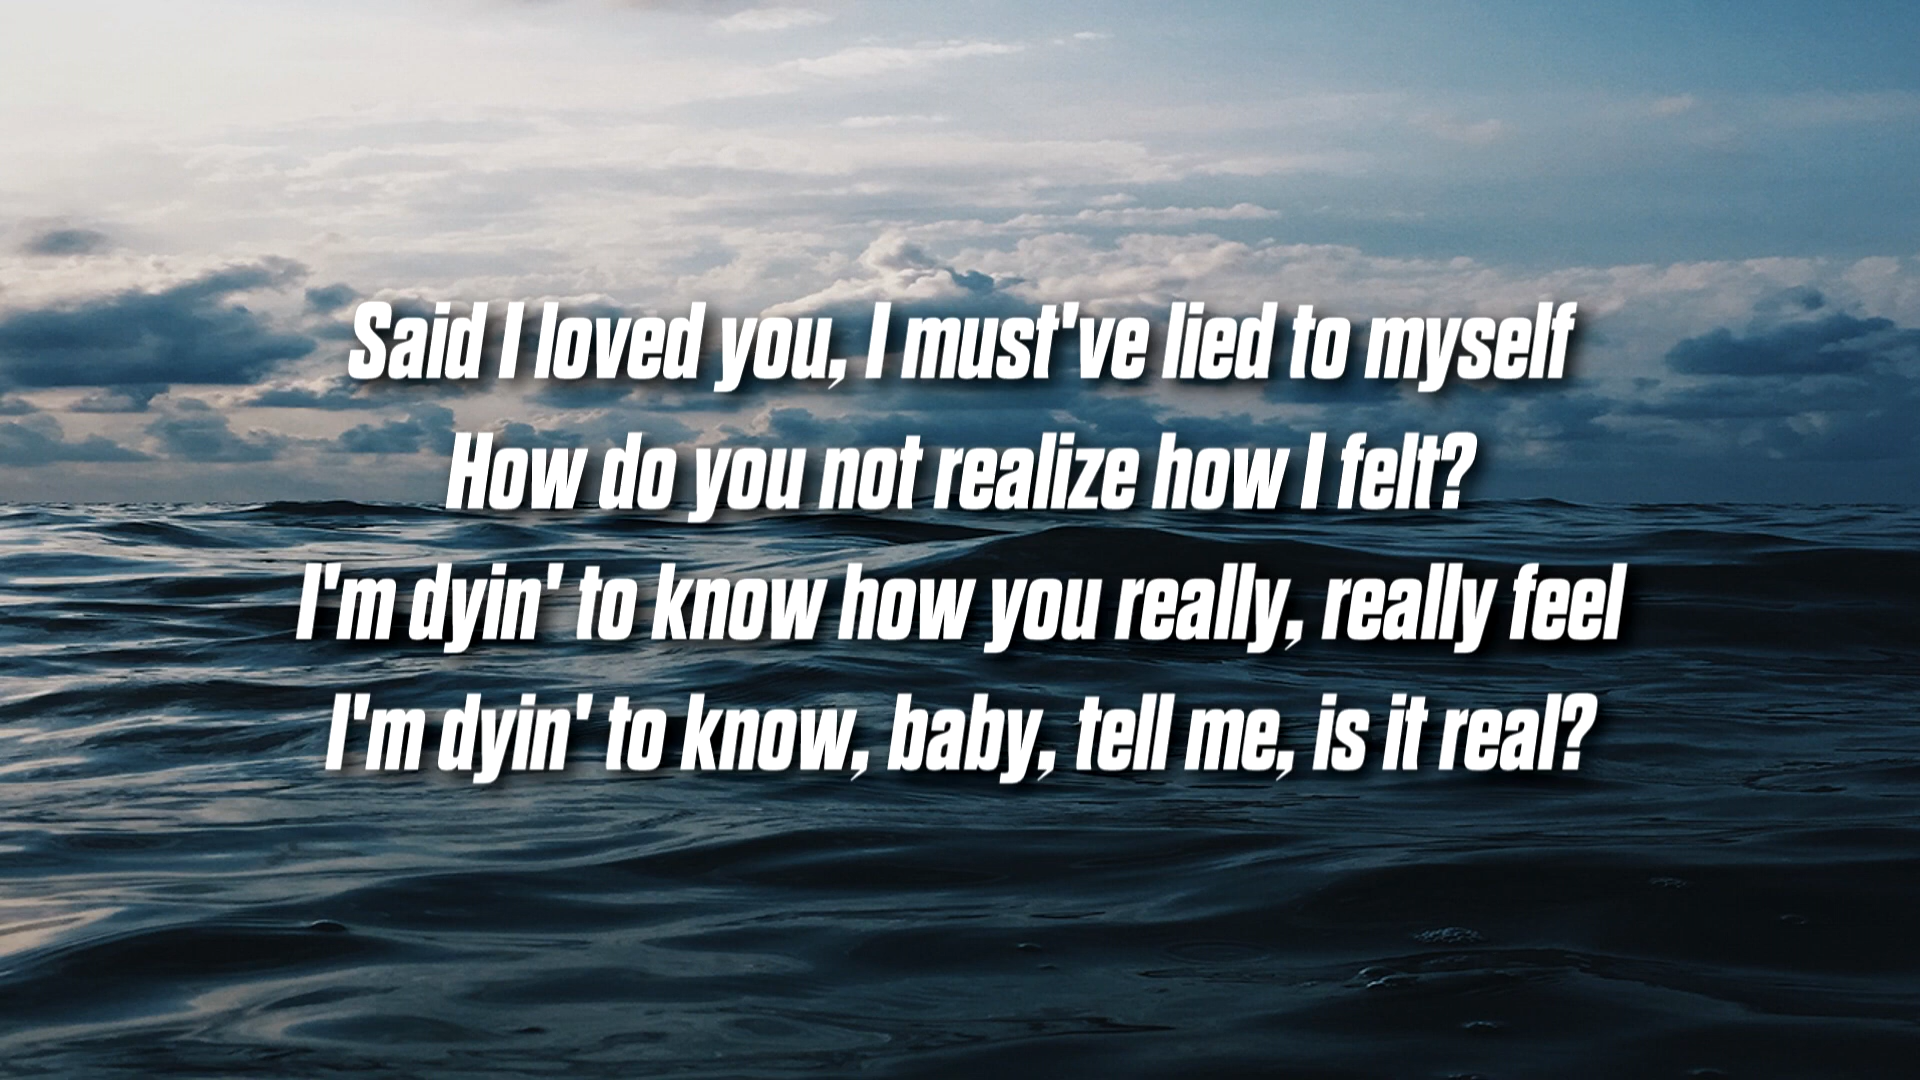 Said I loved you, I must've lied to myself
How do you not realize how I felt?
I'm dyin' to know how you really, really feel
I'm dyin' to know, baby, tell me, is it real?